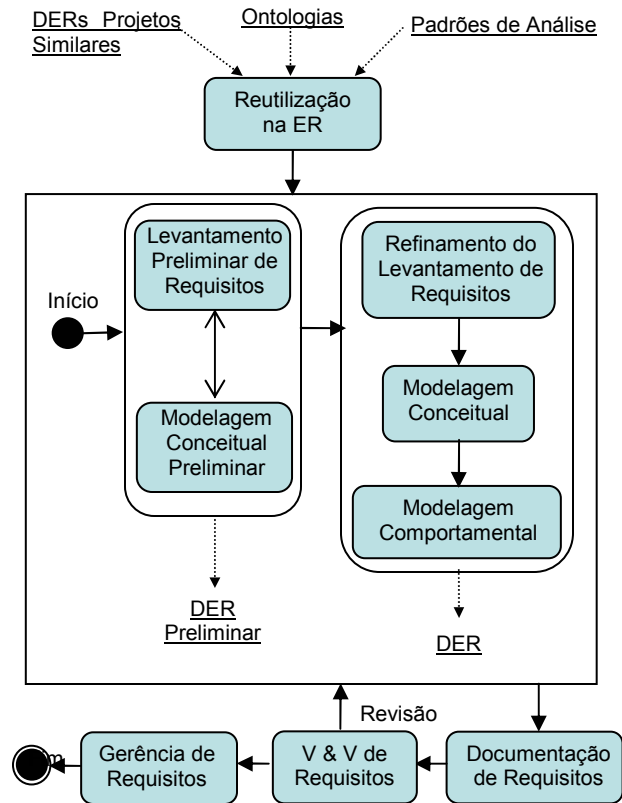 DERs Projetos
Similares
Ontologias
Padrões de Análise
Reutilização
na ER
Levantamento
Preliminar de
Requisitos
Refinamento do
Levantamento de
Requisitos
Início
Modelagem
Conceitual
Modelagem
Conceitual
Preliminar
Modelagem
Comportamental
DER
Preliminar
DER
Revisão
Gerência de
Requisitos
V & V de
Requisitos
Documentação
de Requisitos